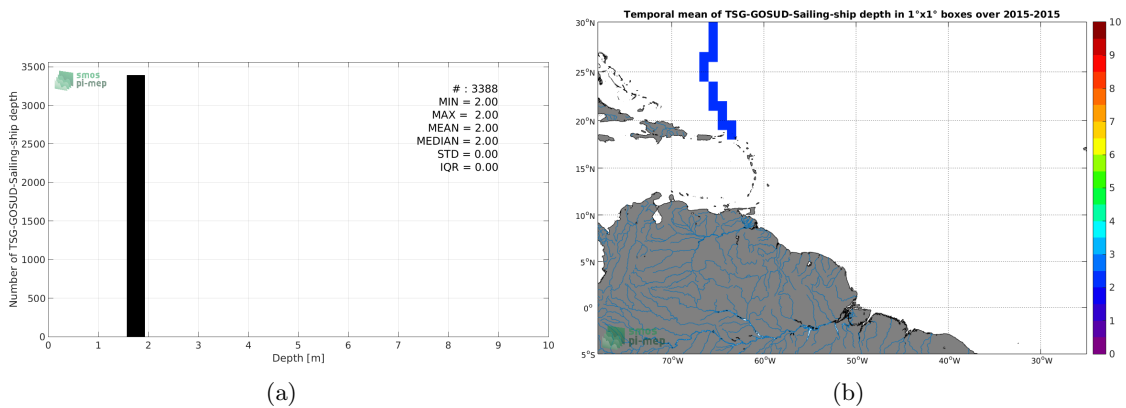 smos
pi-mep
# : 3388
MIN = 2.00
MAX = 2.00
MEAN = 2.00
MEDIAN = 2.00
STD = 0.00
IQR = 0.00
Number of TSG-GOSUD-Sailing-ship depth
3500
3000
2500
2000
1500
1000
500
0
0 1 2 3 4 5 6 7 8 9 10
Depth [m]
(a)
Temporal mean of TSG-GOSUD-Sailing-ship depth in 1°x1° boxes over 2015-2015
30°N
25°N
20°N
15°N
10°N
5°N
0°
5°S
70°W 60°W 50°W 40°W 30°W
smos
pi-mep
10
9
8
7
6
5
4
3
2
1
0
(b)